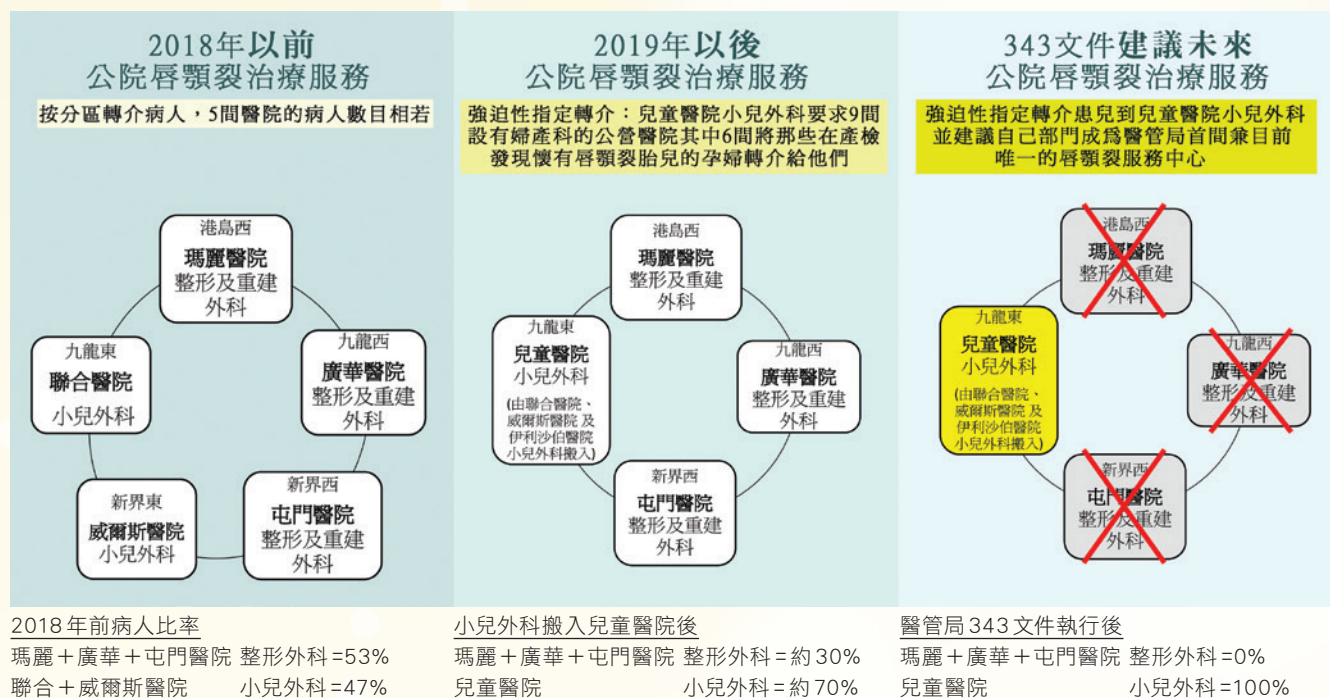 2018年以前
公院唇顎裂治療服務
按分區轉介病人，5間醫院的病人數目相若
港島西
瑪麗醫院
整形及重建
外科
九龍東
聯合醫院
小兒外科
九龍西
廣華醫院
整形及重建
外科
新界東
威爾斯醫院
小兒外科
新界西
屯門醫院
整形及重建
外科
2018年前病人比率
瑪麗＋廣華＋屯門醫院 整形外科=53%
聯合＋威爾斯醫院 小兒外科=47%
2019年以後
公院唇顎裂治療服務
強迫性指定轉介：兒童醫院小兒外科要求9間
設有婦產科的公營醫院其中6間將那些在產檢
發現懷有唇顎裂胎兒的孕婦轉介給他們
港島西
瑪麗醫院
整形及重建
外科
九龍東
兒童醫院
小兒外科
(由聯合醫院、
威爾斯醫院 及
伊利沙伯醫院
小兒外科搬入)
九龍西
廣華醫院
整形及重建
外科
新界西
屯門醫院
整形及重建
外科
小兒外科搬入兒童醫院後
瑪麗＋廣華＋屯門醫院 整形外科=約30%
兒童醫院 小兒外科=約70%
343文件建議未來
公院唇顎裂治療服務
強迫性指定轉介患兒到兒童醫院小兒外科
並建議自己部門成爲醫管局首間兼目前
唯一的唇顎裂服務中心
港島西
瑪麗醫院
整形及重建
外科
九龍東
兒童醫院
小兒外科
(由聯合醫院、
威爾斯醫院 及
伊利沙伯醫院
小兒外科搬入)
九龍西
廣華醫院
整形及重建
外科
新界西
屯門醫院
整形及重建
外科
醫管局343文件執行後
瑪麗＋廣華＋屯門醫院 整形外科=0%
兒童醫院 小兒外科=100%